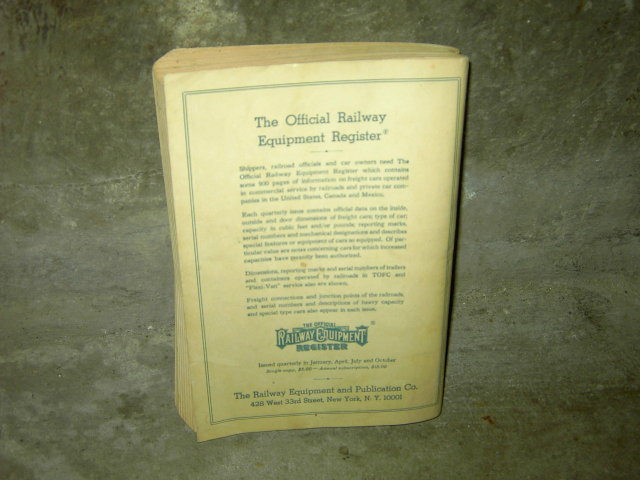 The Official Railway
Equipment Register®
Shippers, railroad officials and car owners need The
Official Railway Equipment Register which contains
some 900 pages of information on freight cars operated
in commercial service by railroads and private car com-
panies in the United States, Canada and Mexico.
Each quarterly issue contains official data on the inside,
outside and door dimensions of freight cars; type of car;
capacity in cubic feet and/or pounds; reporting marks,
serial numbers and mechanical designations and describes
special features or equipment of cars so equipped. Of par-
ticular value are notes concerning cars for which increased
capacities have recently been authorized.
Dimensions, reporting marks and serial numbers of trailers
and containers operated by railroads in TOFC and
"Flexi-Van" service also are shown.
Freight connections and junction points of the railroads,
and serial numbers and descriptions of heavy capacity
and special type cars also appear in each issue.
THE OFFICIAL
RAILWAY EQUIPMENT ®
REGISTER
Issued quarterly in January, April, July and October
Single copy, Annual subscription,
The Railway Equipment and Publication Co.
426 West 33rd Street, New York, N. Y. 10001